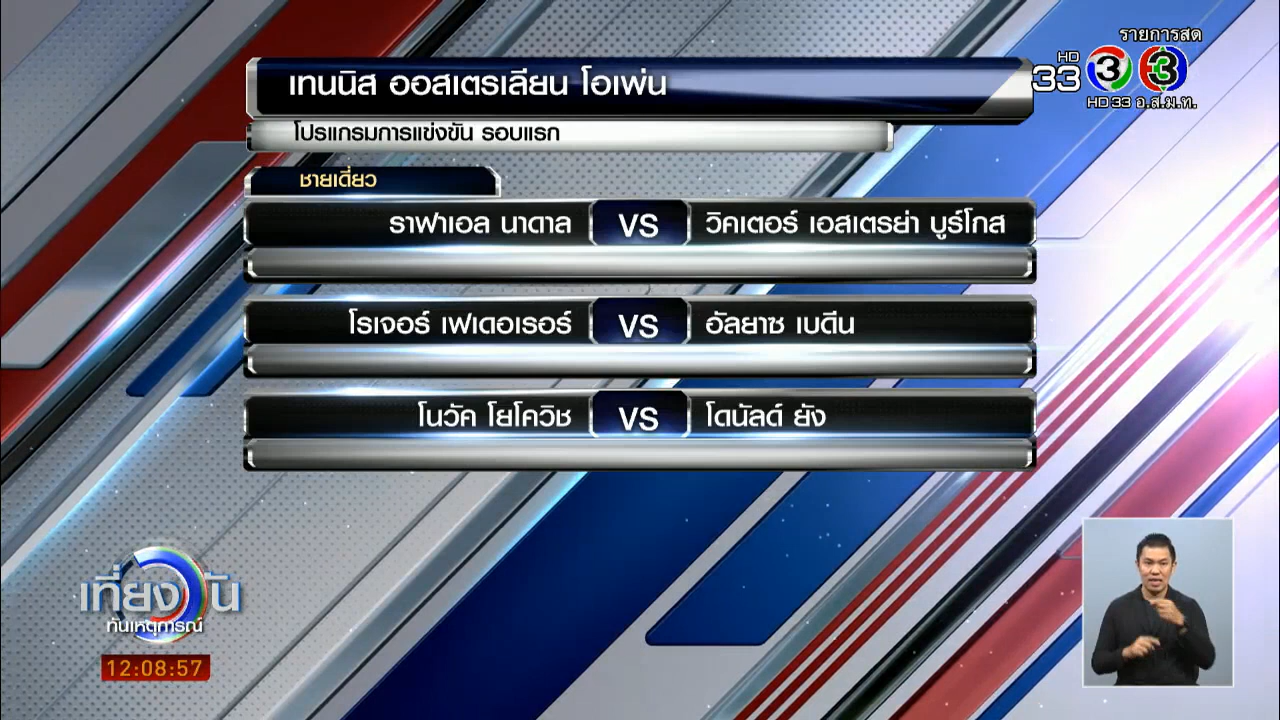 รายการสด
HD
33 3 3
HD 33 อ.ส.ม.ท.
เทนนิส ออสเตรเลียน โอเพ่น
โปรแกรมการแข่งขัน รอบแรก
ชายเดี่ยว
ราฟาเอล นาดาล VS วิคเตอร์ เอสเตรย่า บูร์โกส
โรเจอร์ เฟเดอเรอร์ VS อัลยาซ เบดีน
โนวัค โยโควิช VS โดนัลด์ ยัง
เที่ยงวัน
ทันเหตุการณ์
12:08:57